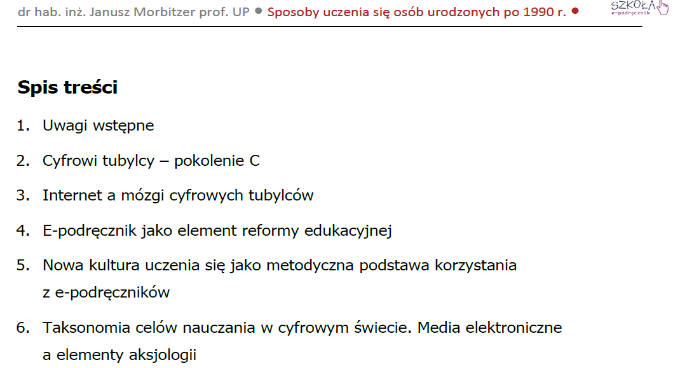 dr hab. inż. Janusz Morbitzer prof. UP ● Sposoby uczenia się osób urodzonych po 1990 r. ●
SZKOŁA
e-podręcznik
Spis treści
1. Uwagi wstępne
2. Cyfrowi tubylcy – pokolenie C
3. Internet a mózgi cyfrowych tubylców
4. E-podręcznik jako element reformy edukacyjnej
5. Nowa kultura uczenia się jako metodyczna podstawa korzystania
z e-podręczników
6. Taksonomia celów nauczania w cyfrowym świecie. Media elektroniczne
a elementy aksjologii